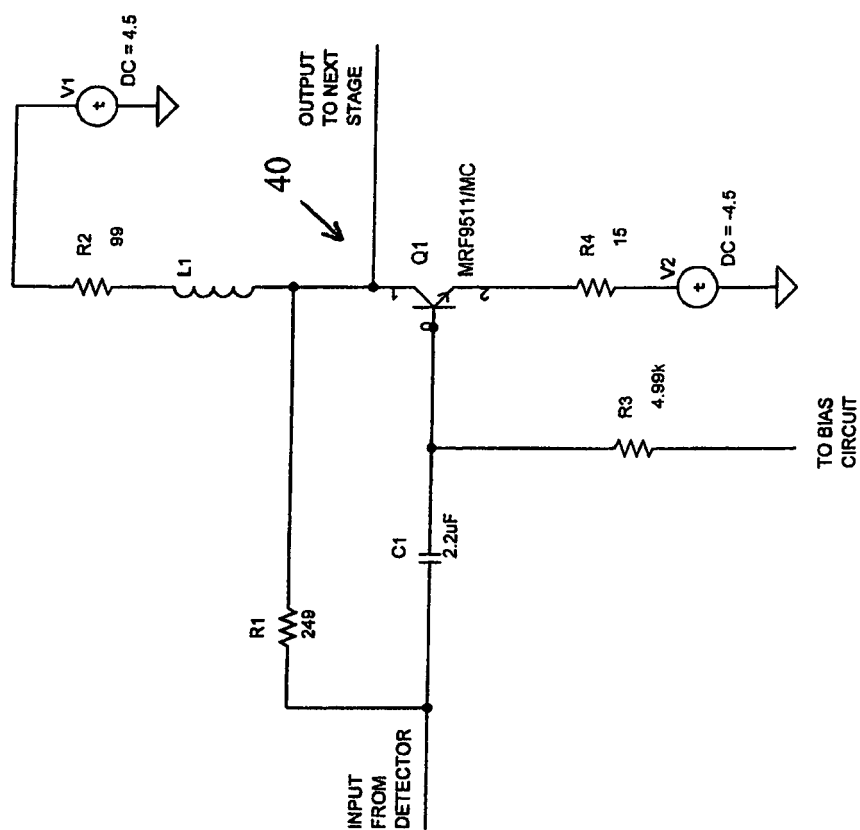 V1
DC = 4.5
R2
99
L1
40
OUTPUT
TO NEXT
STAGE
R1
249
1
Q1
MRF9511/MC
2
C1
2.2uF
INPUT
FROM
DETECTOR
R4
15
R3
4.99k
V2
DC = -4.5
TO BIAS
CIRCUIT